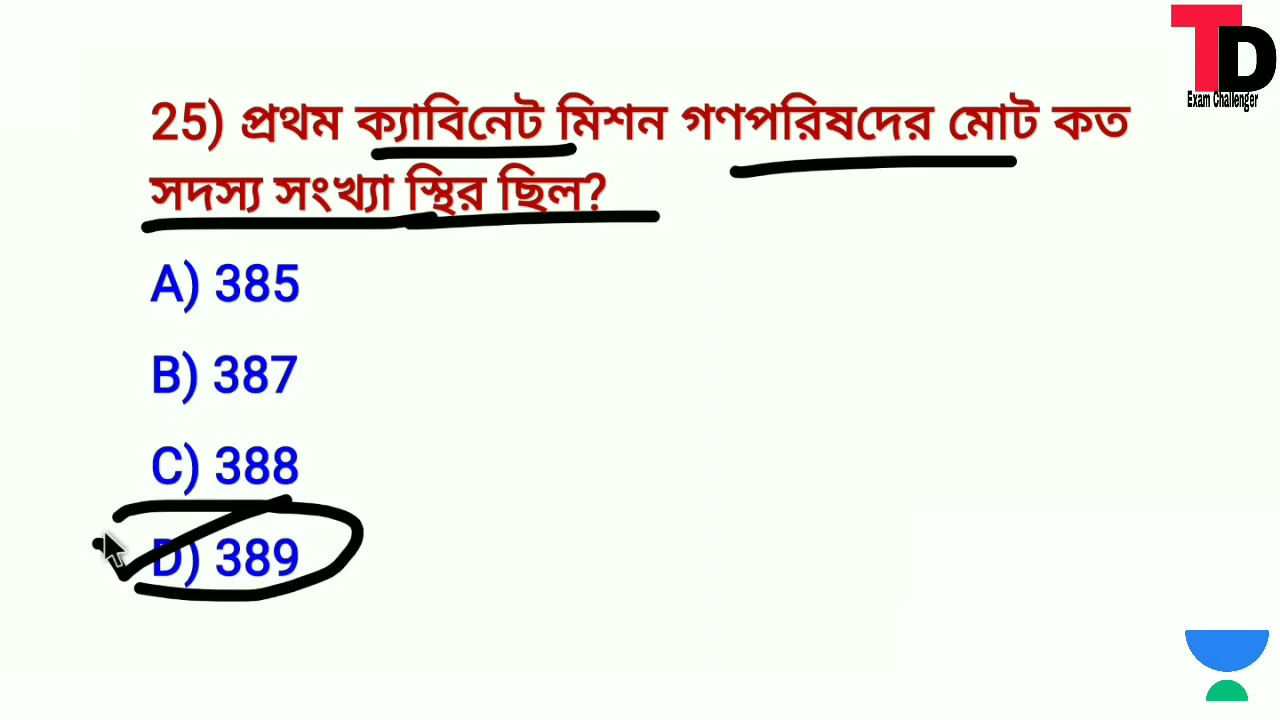 TD
Exam Challenger
25) প্রথম ক্যাবিনেট মিশন গণপরিষদের মোট কত
সদস্য সংখ্যা স্থির ছিল?
A) 385
B) 387
C) 388
D) 389